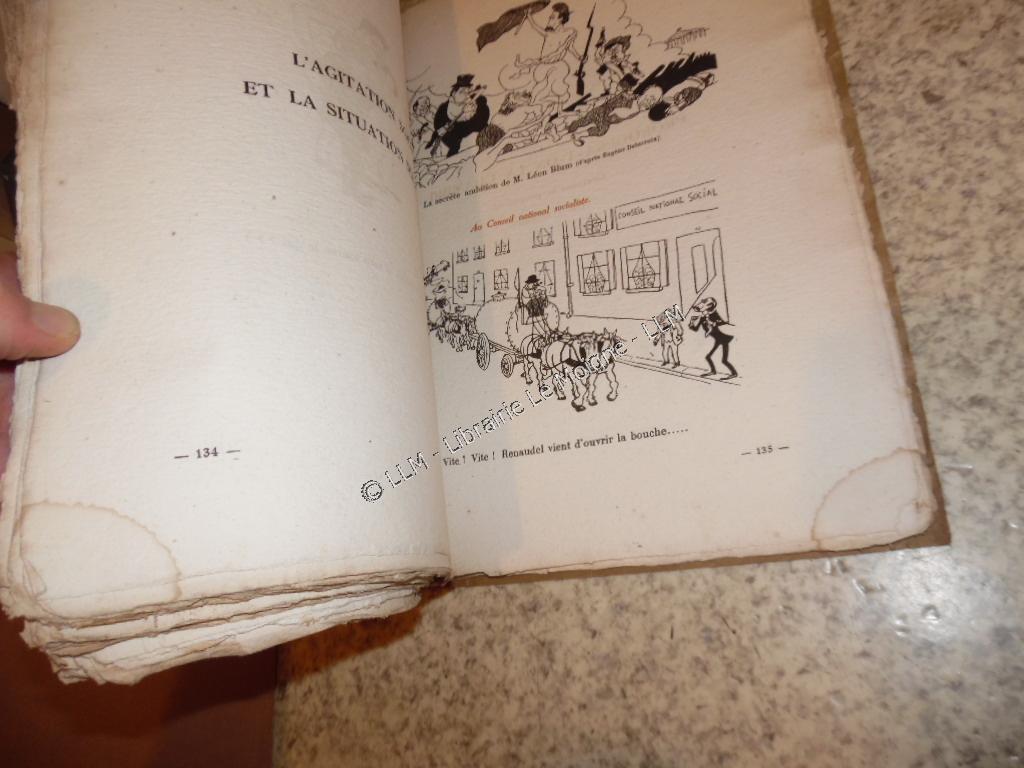 L'AGITATION
ET LA SITUATION
— 134 —
La secrète ambition de M. Léon Blum (d'après Eugène Delacroix).
Au Conseil national socialiste.
CONSEIL NATIONAL SOCIAL
Vite ! Vite ! Renaudel vient d'ouvrir la bouche.....
— 135 —
© LLM - Librairie Le Moine - LLM